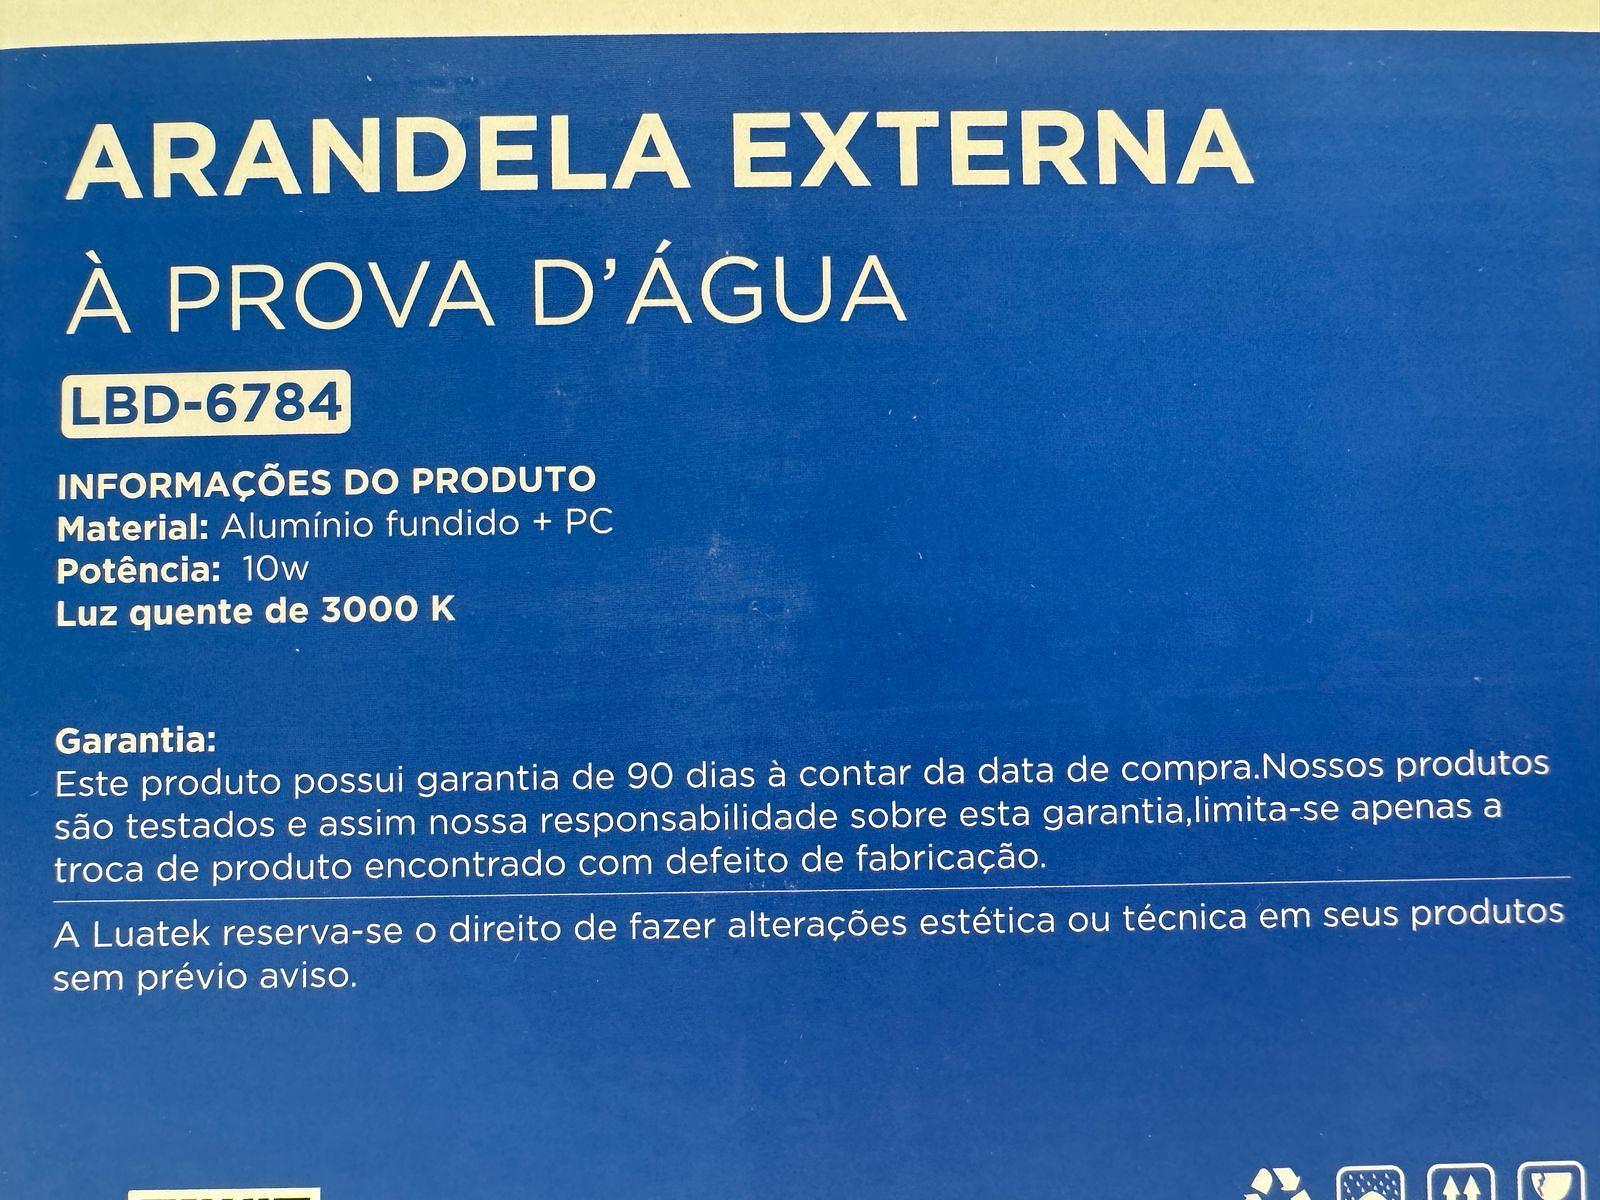 ARANDELA EXTERNA
À PROVA D'ÁGUA
LBD-6784
INFORMAÇÕES DO PRODUTO
Material: Alumínio fundido + PC
Potência: 10w
Luz quente de 3000 K
Garantia:
Este produto possui garantia de 90 dias à contar da data de compra.Nossos produtos
são testados e assim nossa responsabilidade sobre esta garantia,limita-se apenas a
troca de produto encontrado com defeito de fabricação.
A Luatek reserva-se o direito de fazer alterações estética ou técnica em seus produtos
sem prévio aviso.